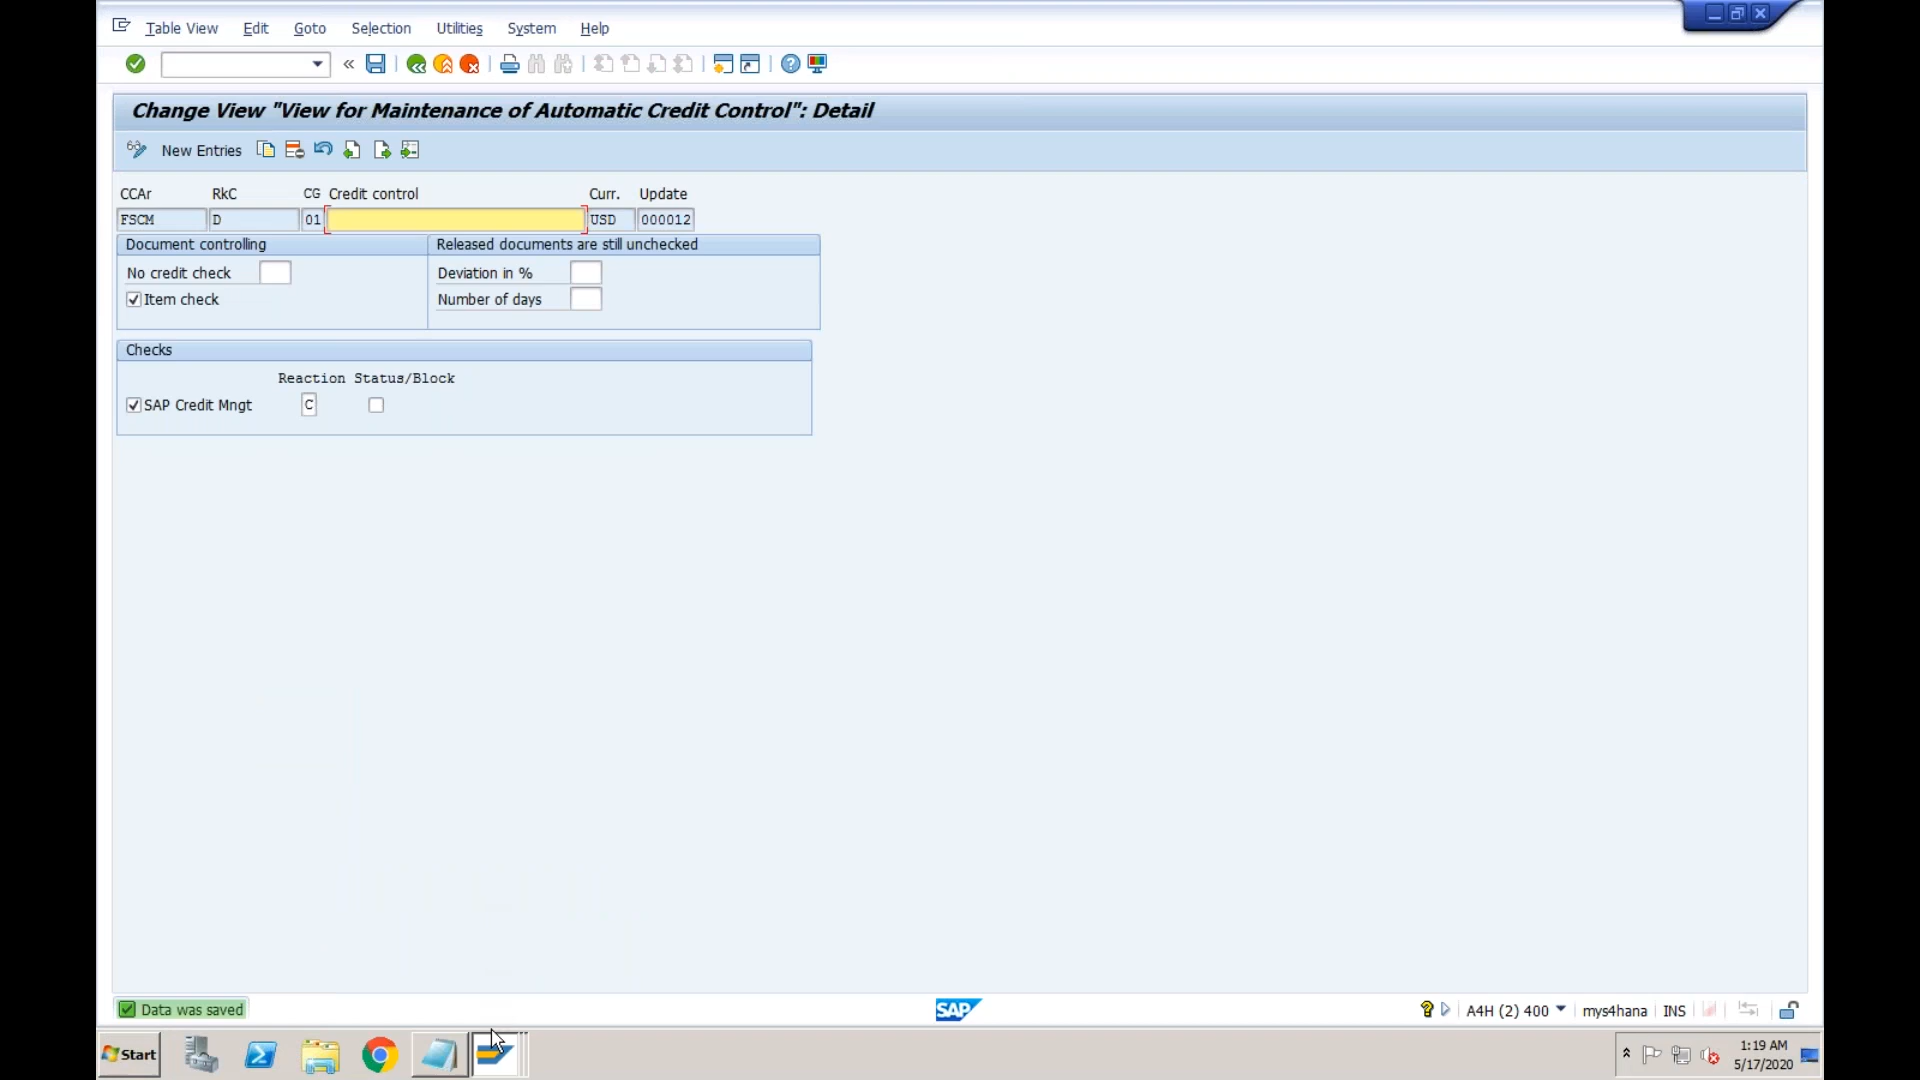 Table View Edit Goto Selection Utilities System Help
Change View "View for Maintenance of Automatic Credit Control": Detail
New Entries
CCAr RkC CG Credit control Curr. Update
FSCM D 01 USD 000012
Document controlling Released documents are still unchecked
No credit check Deviation in %
Item check Number of days
Checks
Reaction Status/Block
SAP Credit Mngt C
Data was saved SAP A4H (2) 400 mys4hana INS
Start 1:19 AM
5/17/2020